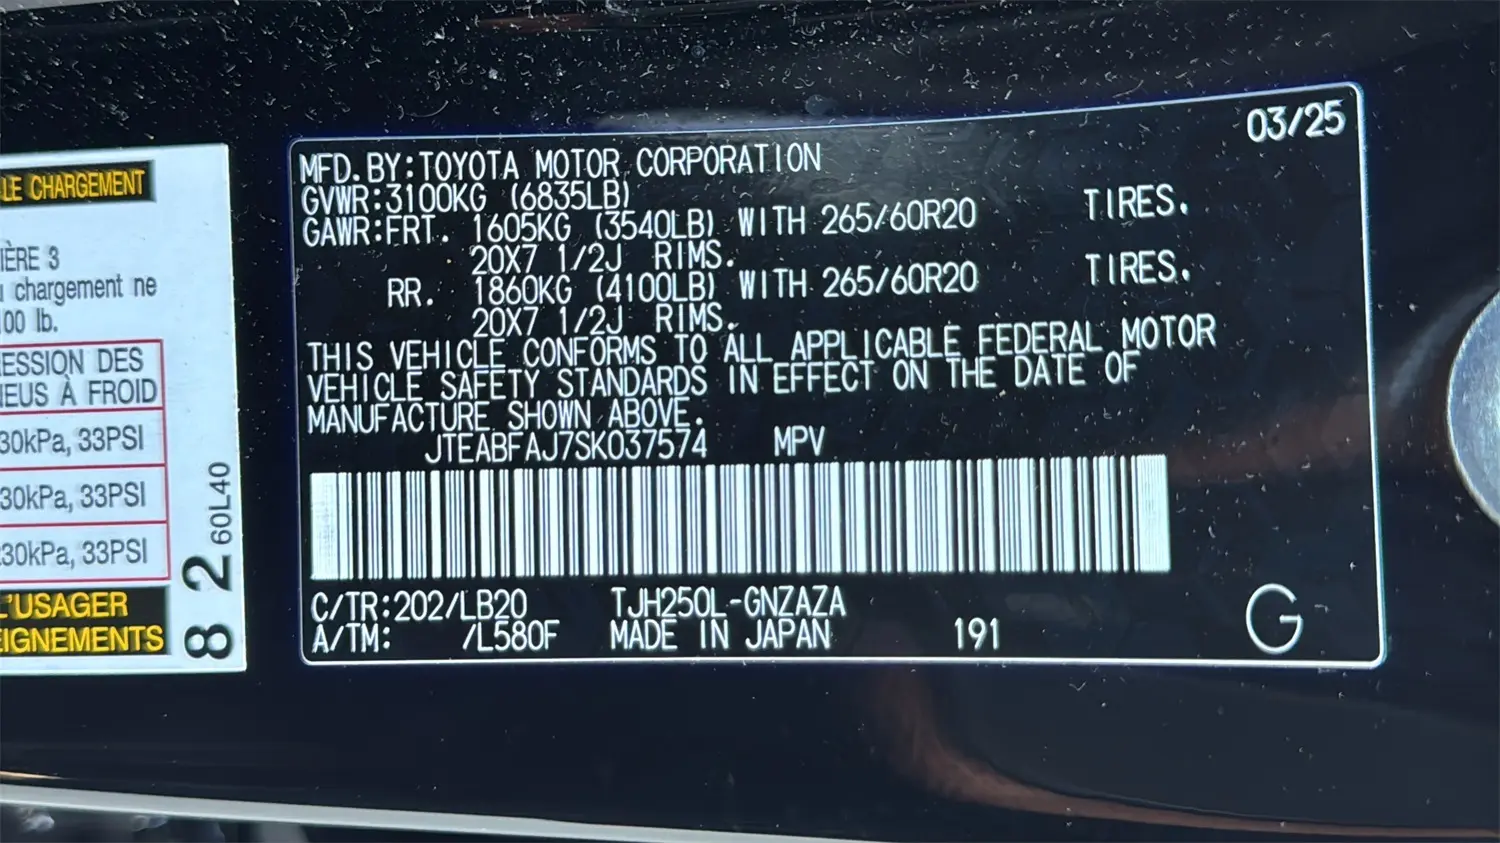 LE CHARGEMENT
IÈRE 3
chargement ne
00 lb.
ESSION DES
NEUS À FROID
30kPa, 33PSI
30kPa, 33PSI
30kPa, 33PSI
L'USAGER
EIGNEMENTS
8 2 60L40
03/25
MFD.BY:TOYOTA MOTOR CORPORATION
GVWR:3100KG (6835LB)
GAWR:FRT. 1605KG (3540LB) WITH 265/60R20 TIRES.
20X7 1/2J RIMS.
RR. 1860KG (4100LB) WITH 265/60R20 TIRES.
20X7 1/2J RIMS.
THIS VEHICLE CONFORMS TO ALL APPLICABLE FEDERAL MOTOR
VEHICLE SAFETY STANDARDS IN EFFECT ON THE DATE OF
MANUFACTURE SHOWN ABOVE.
JTEABFAJ7SK037574 MPV
C/TR:202/LB20 TJH250L-GNZAZA
A/TM: /L580F MADE IN JAPAN 191
G